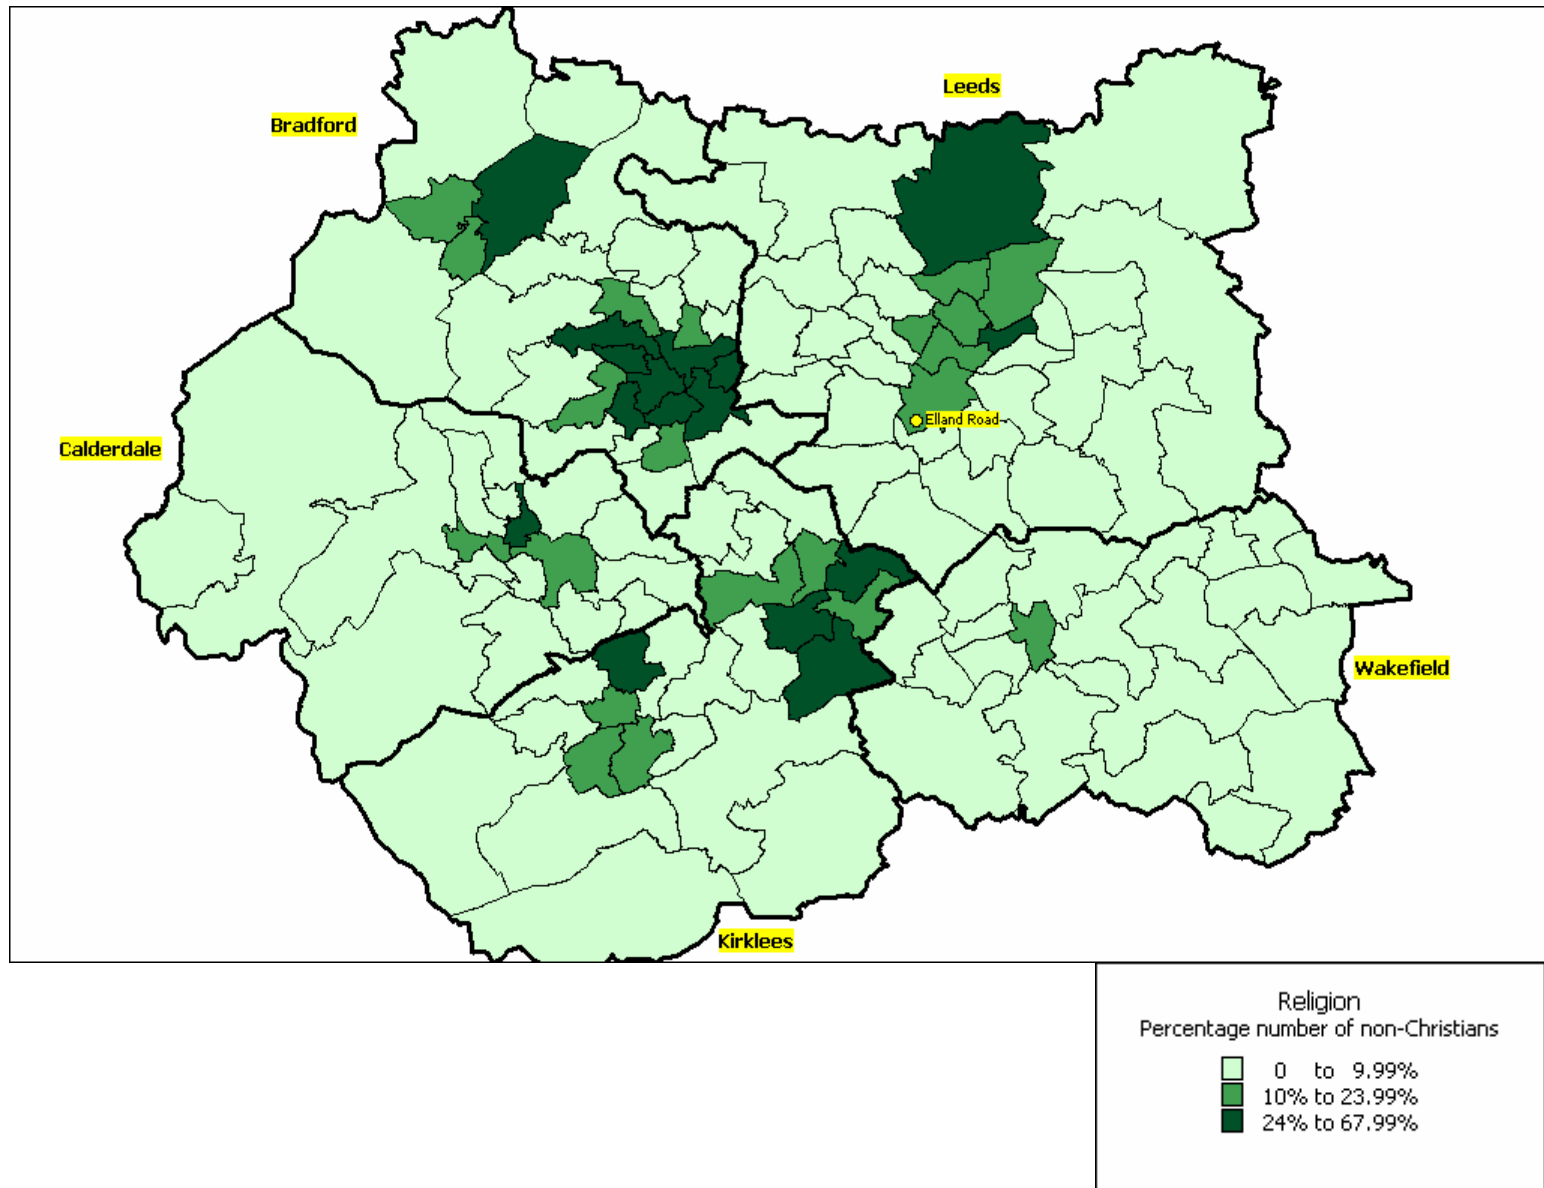 Leeds
Bradford
Elland Road
Calderdale
Wakefield
Kirklees
Religion
Percentage number of non-Christians
0 to 9.99%
10% to 23.99%
24% to 67.99%